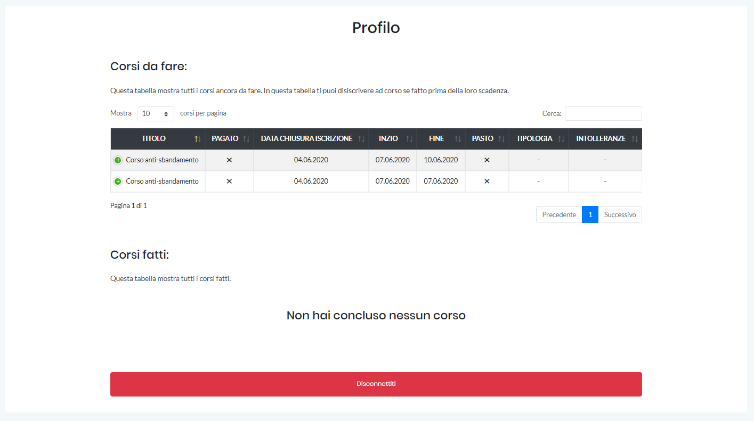 Profilo
Corsi da fare:
Questa tabella mostra tutti i corsi ancora da fare. In questa tabella ti puoi disiscrivere ad corso se fatto prima della loro scadenza.
Mostra 10 corsi per pagina Cerca:
TITOLO PAGATO DATA CHIUSURA ISCRIZIONE INZIO FINE PASTO TIPOLOGIA INTOLLERANZE
Corso anti-sbandamento ✕ 04.06.2020 07.06.2020 10.06.2020 ✕ - -
Corso anti-sbandamento ✕ 04.06.2020 07.06.2020 07.06.2020 ✕ - -
Pagina 1 di 1
Precedente 1 Successivo
Corsi fatti:
Questa tabella mostra tutti i corsi fatti.
Non hai concluso nessun corso
Disconnettiti